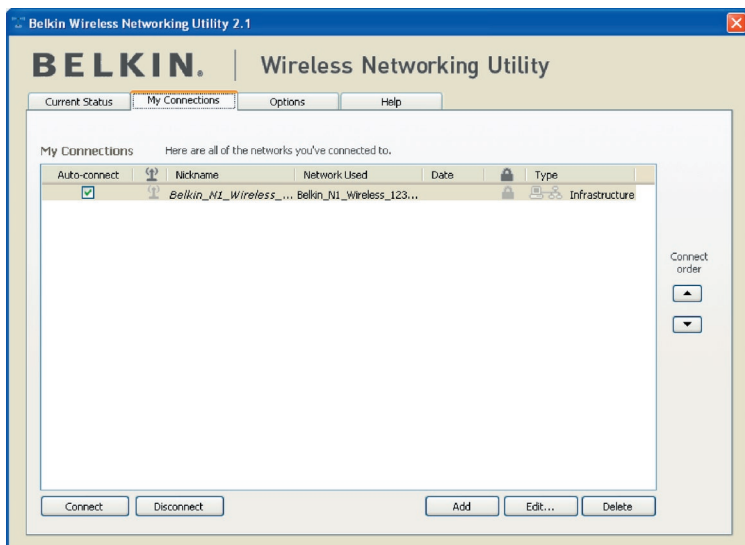 Belkin Wireless Networking Utility 2.1
BELKIN. | Wireless Networking Utility
Current Status My Connections Options Help
My Connections Here are all of the networks you've connected to.
Auto-connect Nickname Network Used Date Type
Belkin_N1_Wireless_... Belkin_N1_Wireless_123... Infrastructure
Connect
order
Connect Disconnect Add Edit... Delete